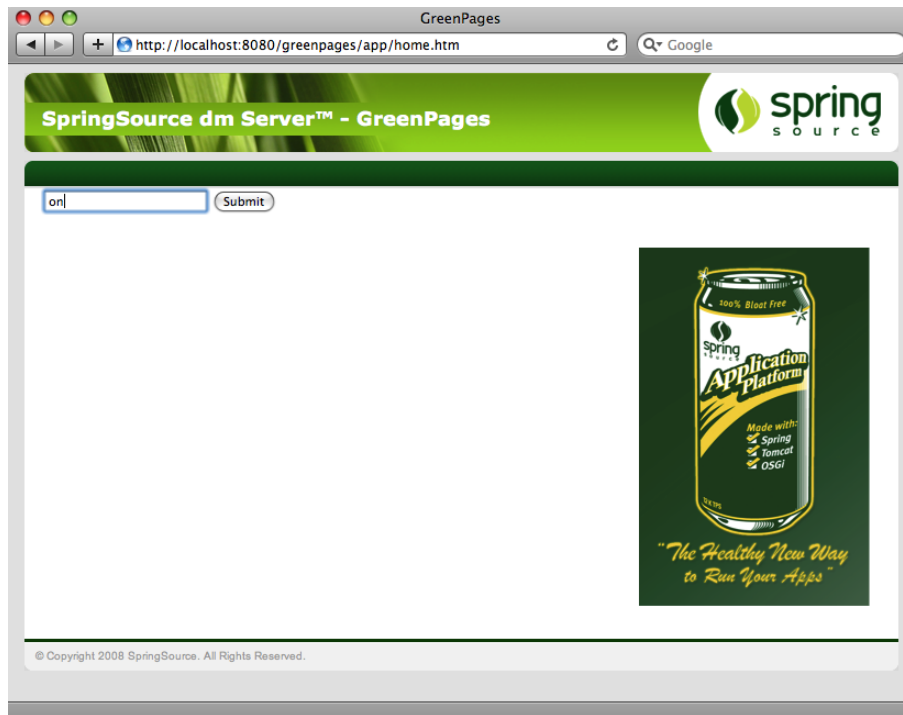 GreenPages
http://localhost:8080/greenpages/app/home.htm
Google
SpringSource dm Server™ - GreenPages
spring
source
on
Submit
100% Bloat Free
spring
source
Application
Platform
Made with:
Spring
Tomcat
OSGi
"The Healthy New Way
to Run Your Apps"
© Copyright 2008 SpringSource. All Rights Reserved.